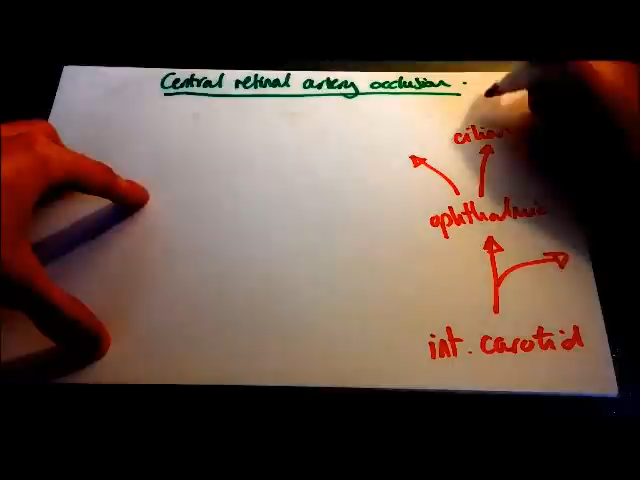 Central retinal artery occlusion.
ophthalmic
int. carotid